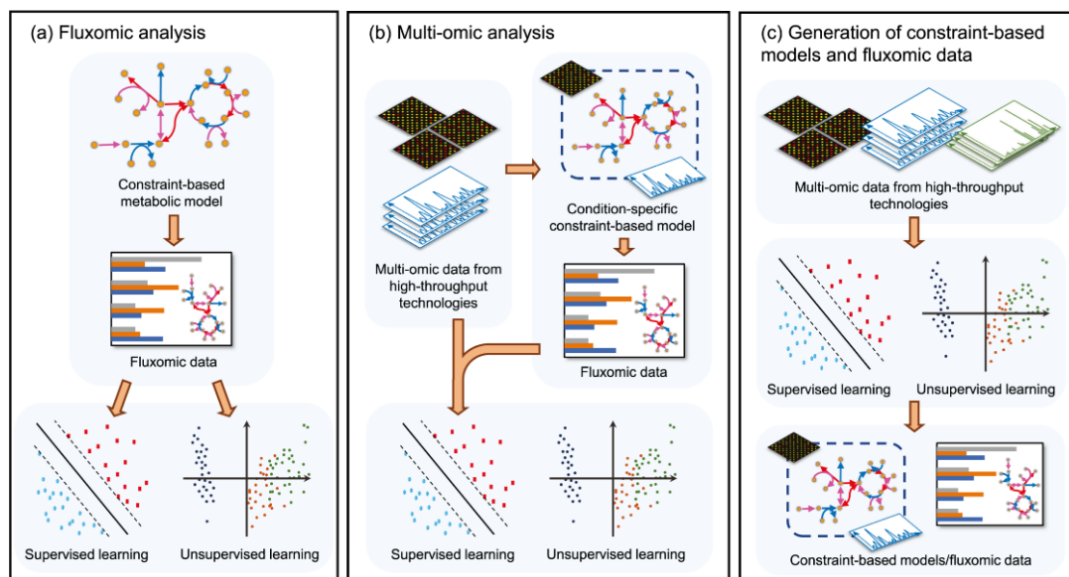 (a) Fluxomic analysis
Constraint-based
metabolic model
Fluxomic data
Supervised learning
Unsupervised learning
(b) Multi-omic analysis
Multi-omic data from
high-throughput
technologies
Condition-specific
constraint-based model
Fluxomic data
Supervised learning
Unsupervised learning
(c) Generation of constraint-based
models and fluxomic data
Multi-omic data from high-throughput
technologies
Supervised learning
Unsupervised learning
Constraint-based models/fluxomic data